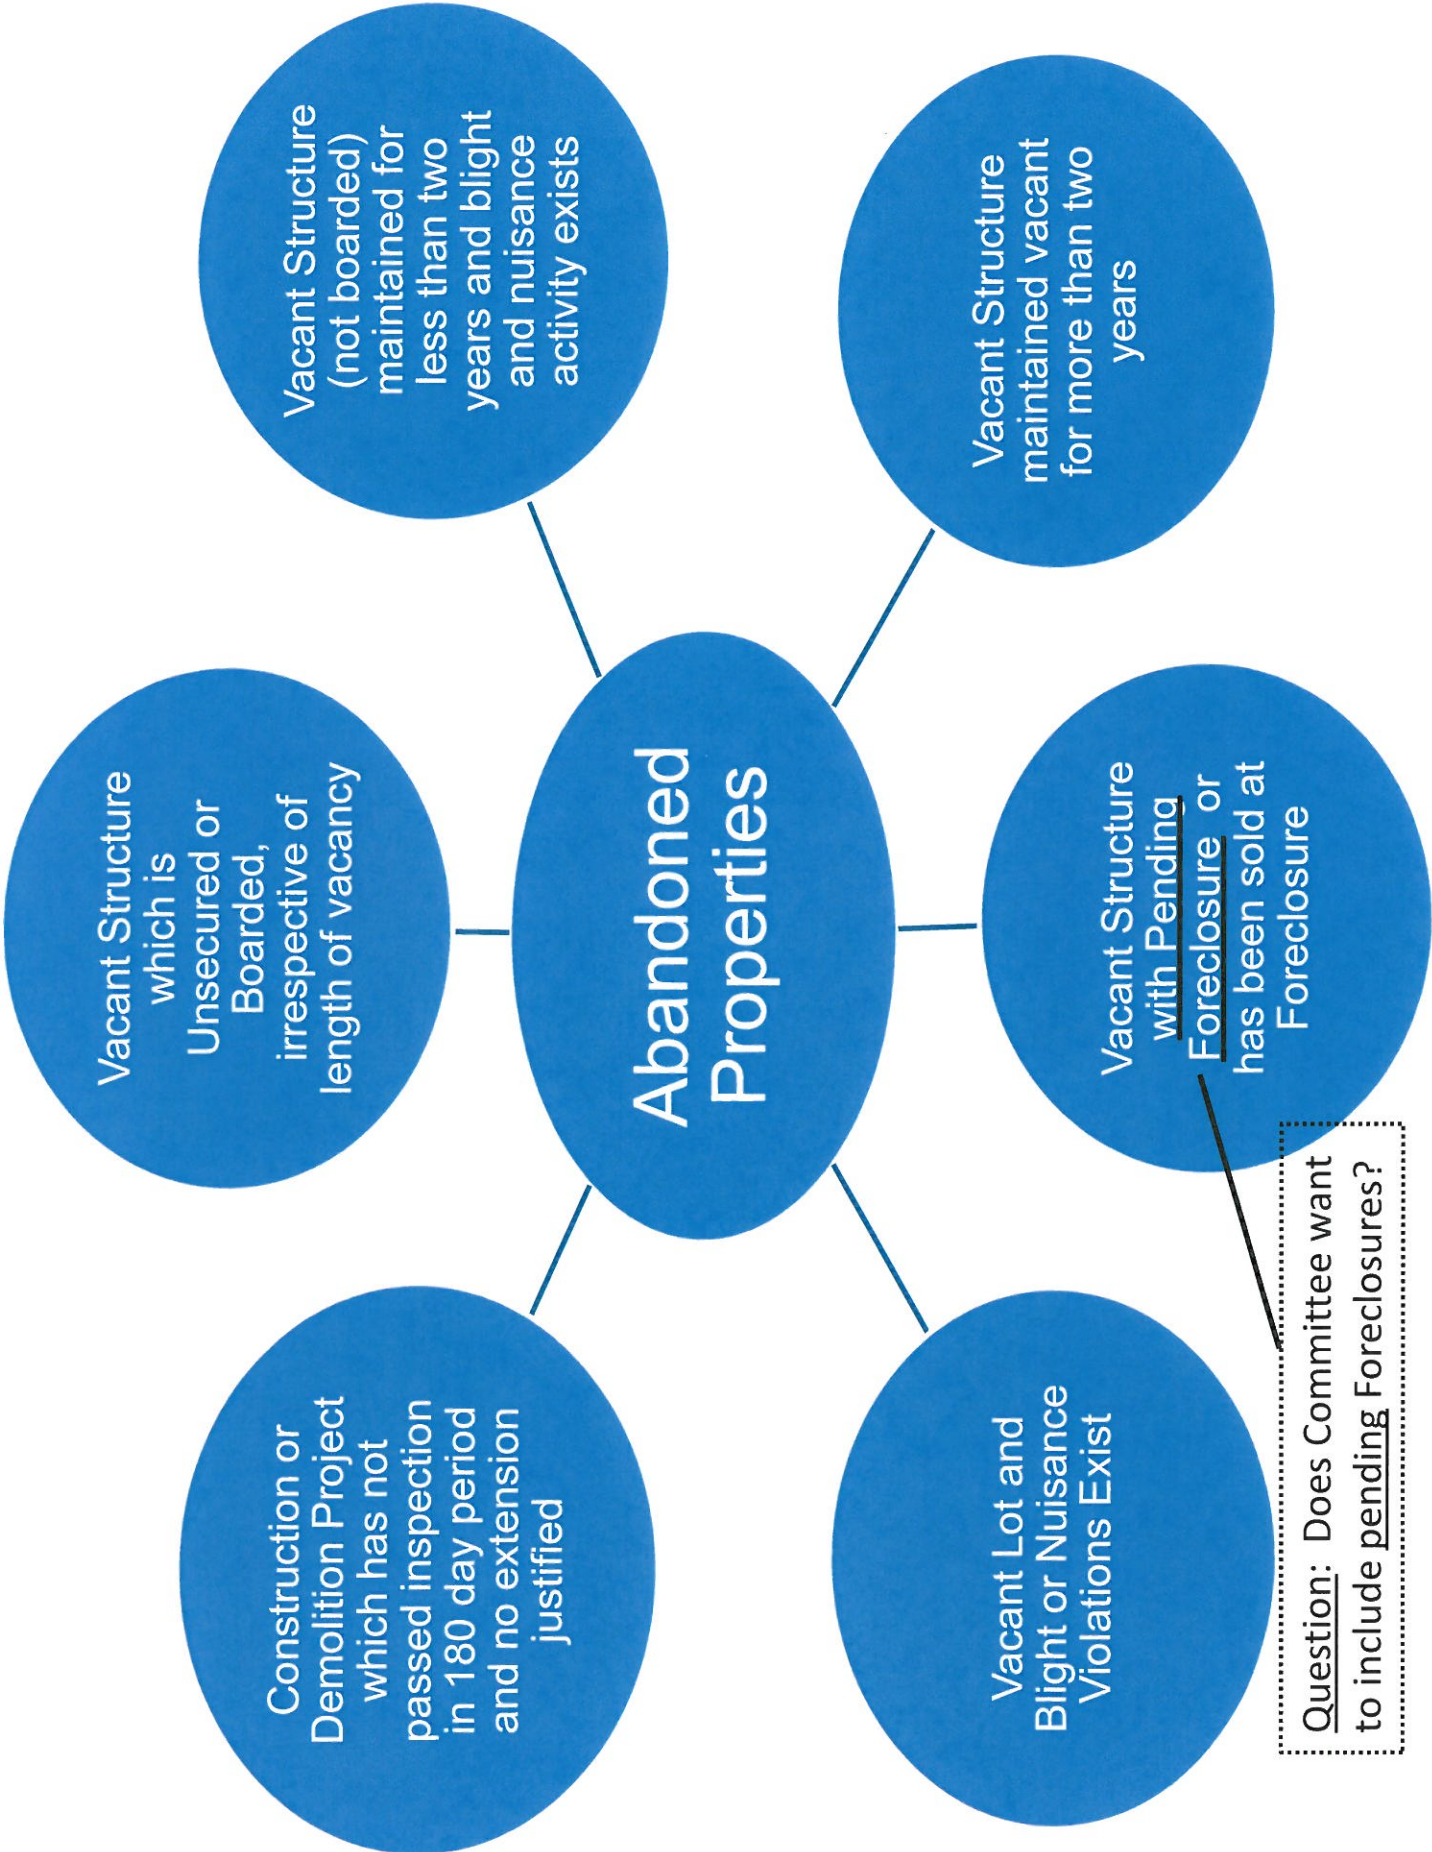 Vacant Structure
which is
Unsecured or
Boarded,
irrespective of
length of vacancy
Vacant Structure
(not boarded)
maintained for
less than two
years and blight
and nuisance
activity exists
Vacant Structure
maintained vacant
for more than two
years
Vacant Structure
with Pending
Foreclosure or
has been sold at
Foreclosure
Vacant Lot and
Blight or Nuisance
Violations Exist
Construction or
Demolition Project
which has not
passed inspection
in 180 day period
and no extension
justified
Abandoned
Properties
Question: Does Committee want
to include pending Foreclosures?